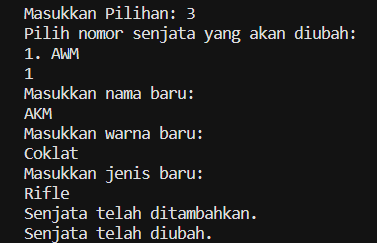 Masukkan Pilihan: 3
Pilih nomor senjata yang akan diubah:
1. AWM
1
Masukkan nama baru:
AKM
Masukkan warna baru:
Coklat
Masukkan jenis baru:
Rifle
Senjata telah ditambahkan.
Senjata telah diubah.